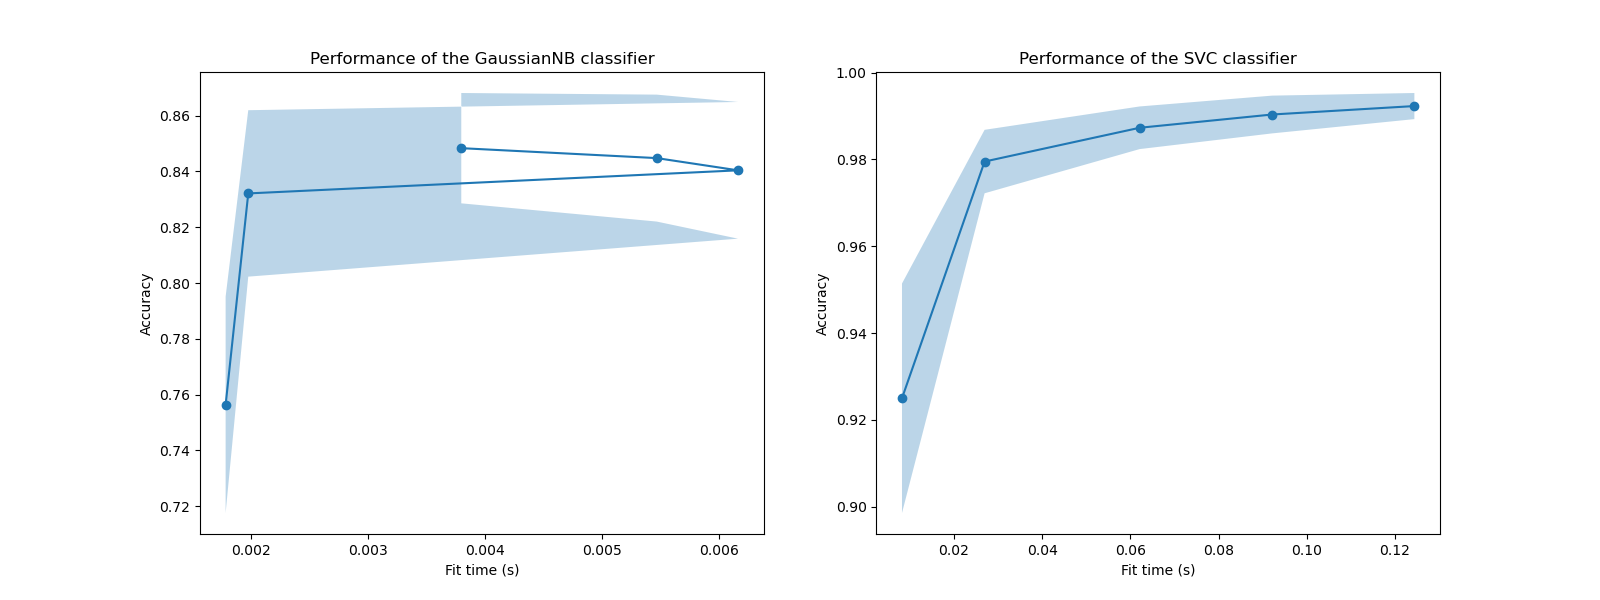 Performance of the GaussianNB classifier
Accuracy
0.86
0.84
0.82
0.80
0.78
0.76
0.74
0.72
0.002 0.003 0.004 0.005 0.006
Fit time (s)
Performance of the SVC classifier
Accuracy
1.00
0.98
0.96
0.94
0.92
0.90
0.02 0.04 0.06 0.08 0.10 0.12
Fit time (s)